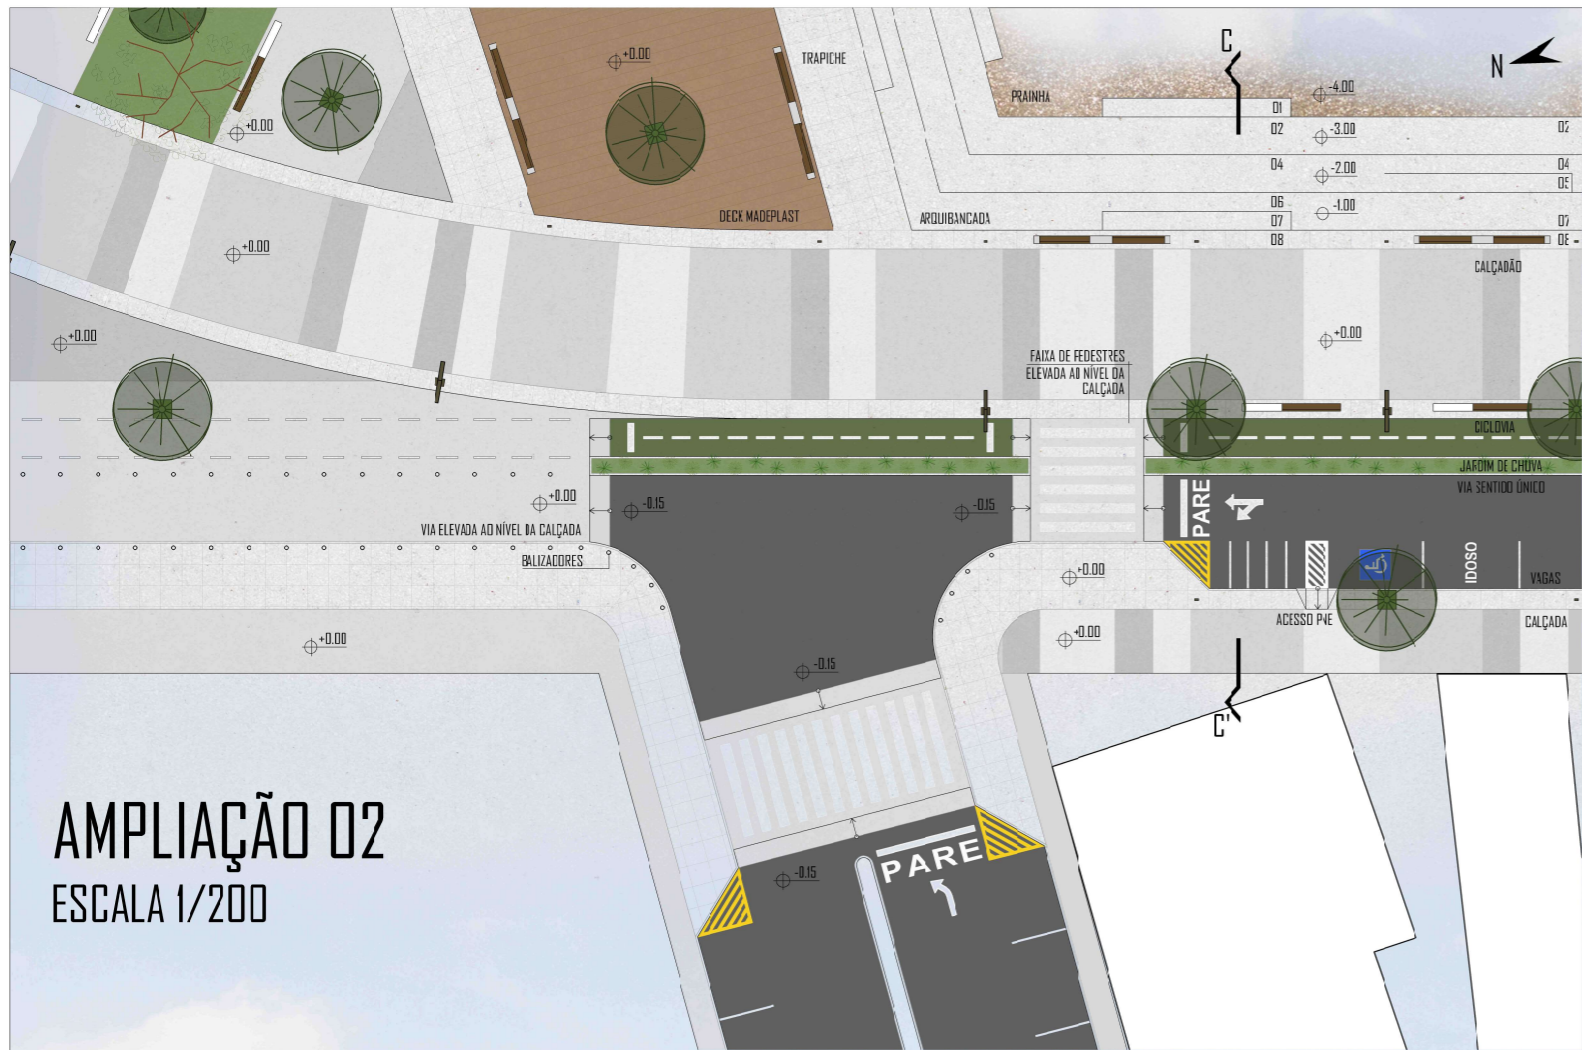 +0.00
TRAPICHE
C
N
PRAINHA
-4.00
01
+0.00
02
-3.00
02
04
-2.00
04
05
06
-1.00
DECK MADEPLAST
ARQUIBANCADA
07
07
08
08
+0.00
CALÇADÃO
+0.00
+0.00
FAIXA DE PEDESTRES
ELEVADA AO NÍVEL DA
CALÇADA
CICLOVIA
JARDIM DE CHUVA
VIA SENTIDO ÚNICO
+0.00
-0.15
-0.15
PARE
VIA ELEVADA AO NÍVEL DA CALÇADA
BALIZADORES
+0.00
IDOSO
VAGAS
ACESSO PNE
CALÇADA
+0.00
+0.00
-0.15
C'
AMPLIAÇÃO 02
ESCALA 1/200
PARE
-0.15